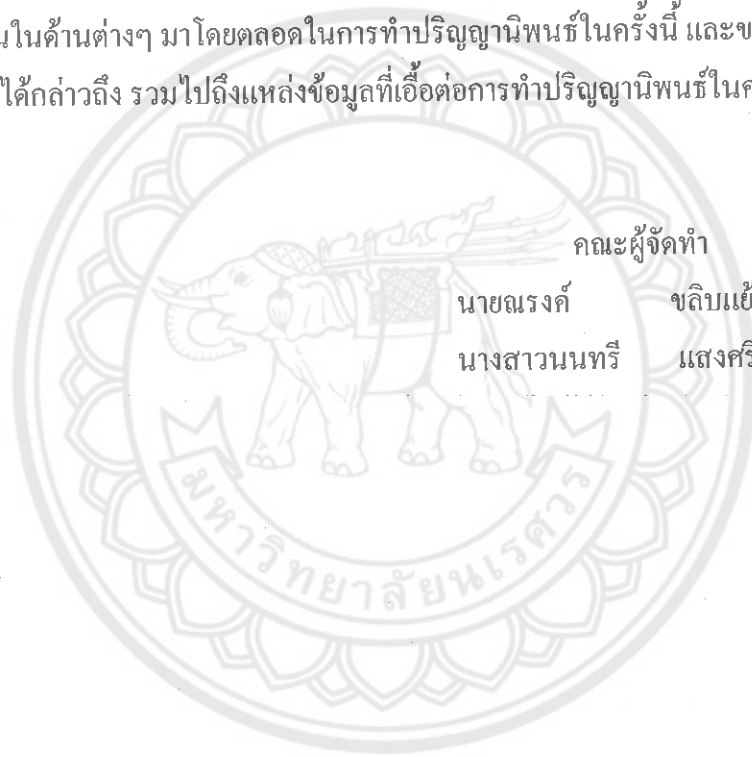 นในด้านต่างๆ มาโดยตลอดในการทำปริญญานิพนธ์ในครั้งนี้ และข
ได้กล่าวถึง รวมไปถึงแหล่งข้อมูลที่เอื้อต่อการทำปริญญานิพนธ์ในค
คณะผู้จัดทำ
นายณรงค์ ขลิบแย้
นางสาวนนทรี แสงศรี
มหาวิทยาลัยนเรศวร